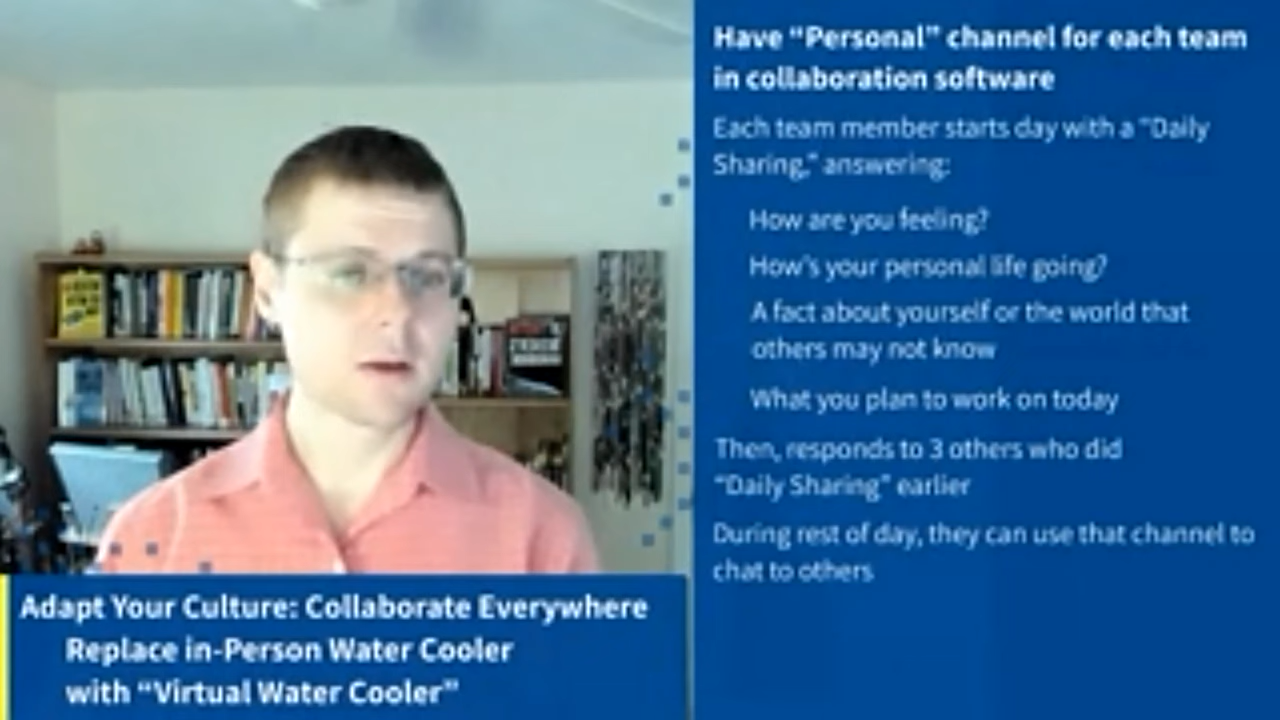 Have “Personal” channel for each team
in collaboration software
Each team member starts day with a "Daily
Sharing," answering:
How are you feeling?
How's your personal life going?
A fact about yourself or the world that
others may not know
What you plan to work on today
Then, responds to 3 others who did
"Daily Sharing" earlier
During rest of day, they can use that channel to
chat to others
Adapt Your Culture: Collaborate Everywhere
Replace in-Person Water Cooler
with “Virtual Water Cooler”